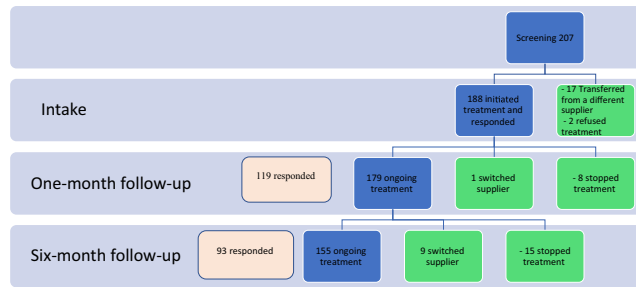 Screening 207
Intake
188 initiated
treatment and
responded
- 17 Transferred
from a different
supplier
- 2 refused
treatment
One-month follow-up
119 responded
179 ongoing
treatment
1 switched
supplier
- 8 stopped
treatment
Six-month follow-up
93 responded
155 ongoing
treatment
9 switched
supplier
- 15 stopped
treatment